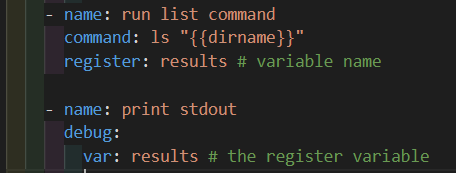 - name: run list command
command: ls "{{dirname}}"
register: results # variable name
- name: print stdout
debug:
var: results # the register variable